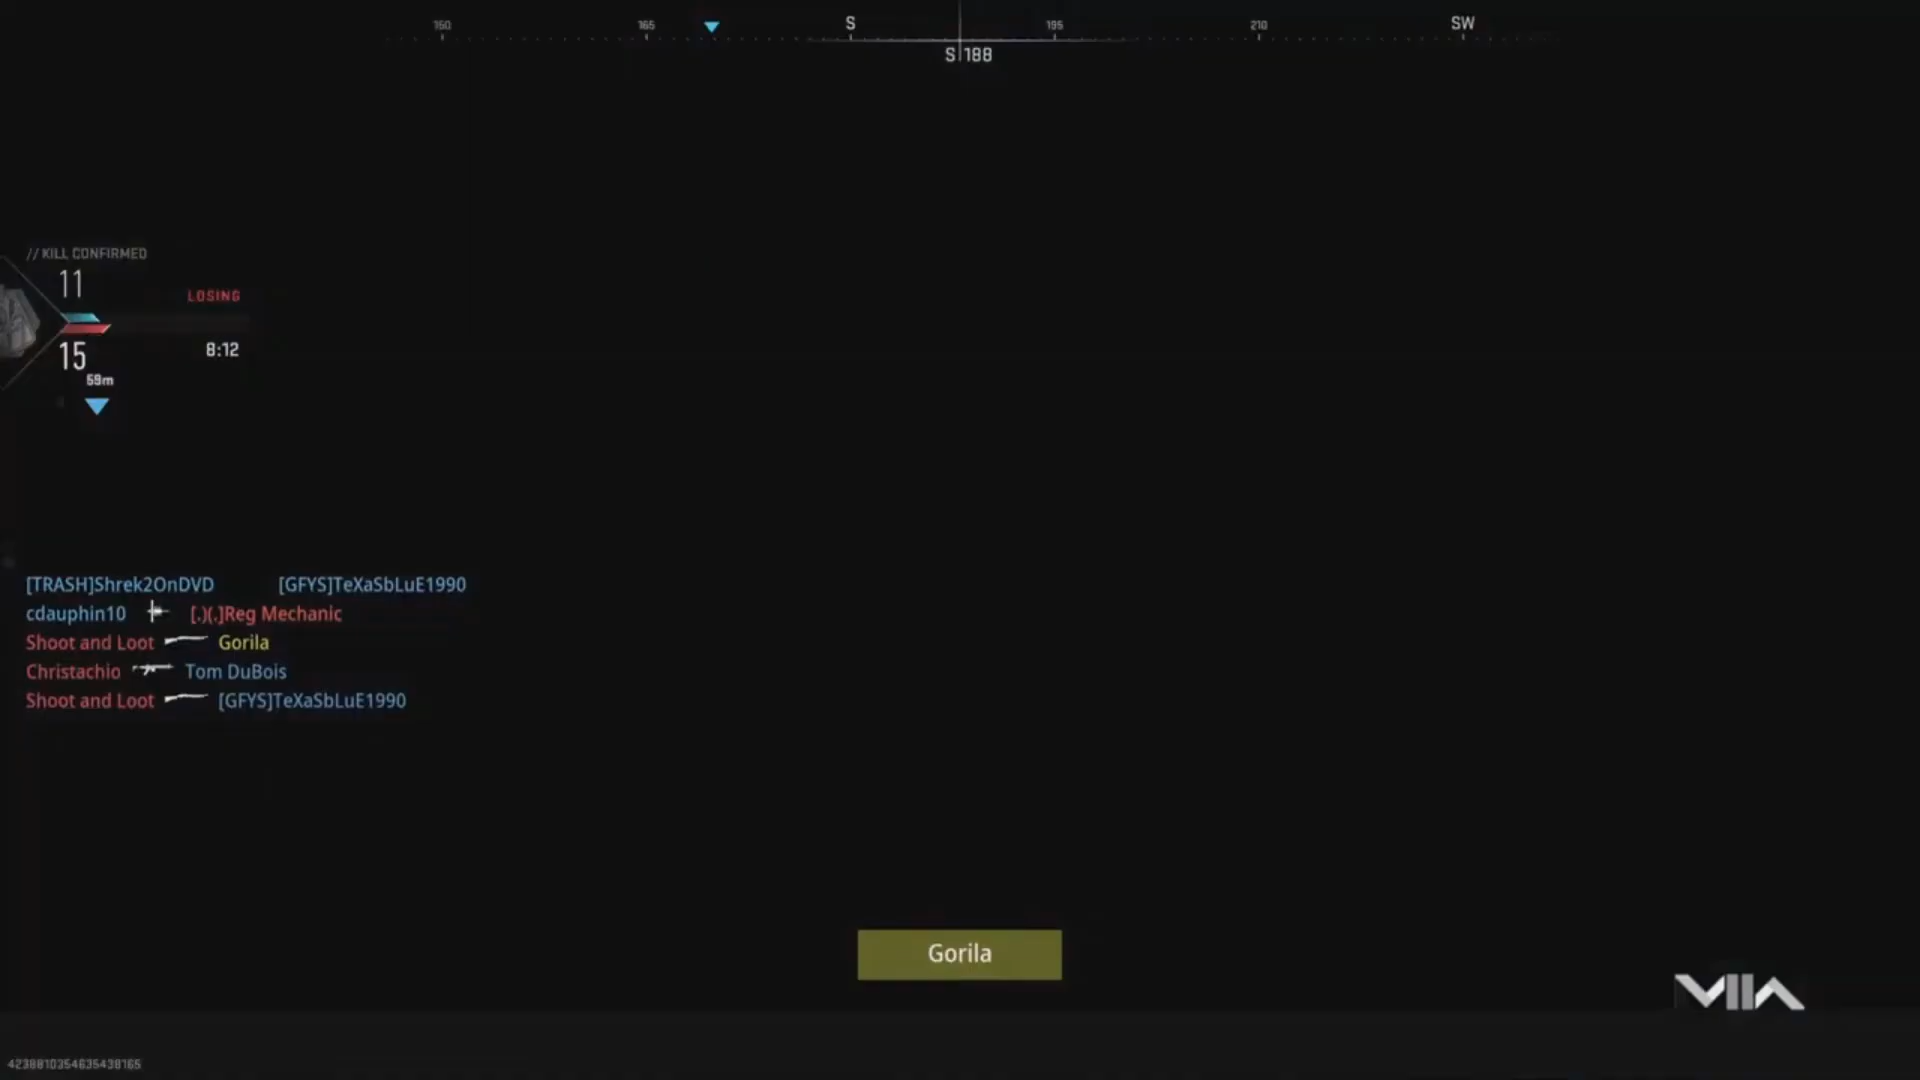 150 165 S 195 210 SW
S 188
// KILL CONFIRMED
11
LOSING
15
8:12
59m
[TRASH]Shrek2OnDVD [GFYS]TeXaSbLuE1990
cdauphin10 [.)(.]Reg Mechanic
Shoot and Loot Gorila
Christachio Tom DuBois
Shoot and Loot [GFYS]TeXaSbLuE1990
Gorila
4238810354635438165